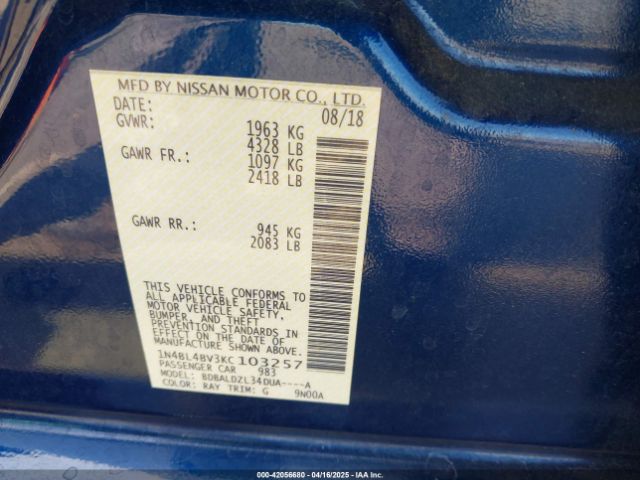 MFD BY NISSAN MOTOR CO., LTD.
DATE: 08/18
GVWR: 1963 KG
4328 LB
GAWR FR.: 1097 KG
2418 LB
GAWR RR.: 945 KG
2083 LB
THIS VEHICLE CONFORMS TO
ALL APPLICABLE FEDERAL
MOTOR VEHICLE SAFETY,
BUMPER, AND THEFT
PREVENTION STANDARDS IN
EFFECT ON THE DATE OF
MANUFACTURE SHOWN ABOVE.
1N4BL4BV3KC103257
PASSENGER CAR 983
MODEL: BDBALDZL34DUA----A
COLOR: RAY TRIM: G 9N00A
000-42056680 - 04/16/2025 - IAA Inc.